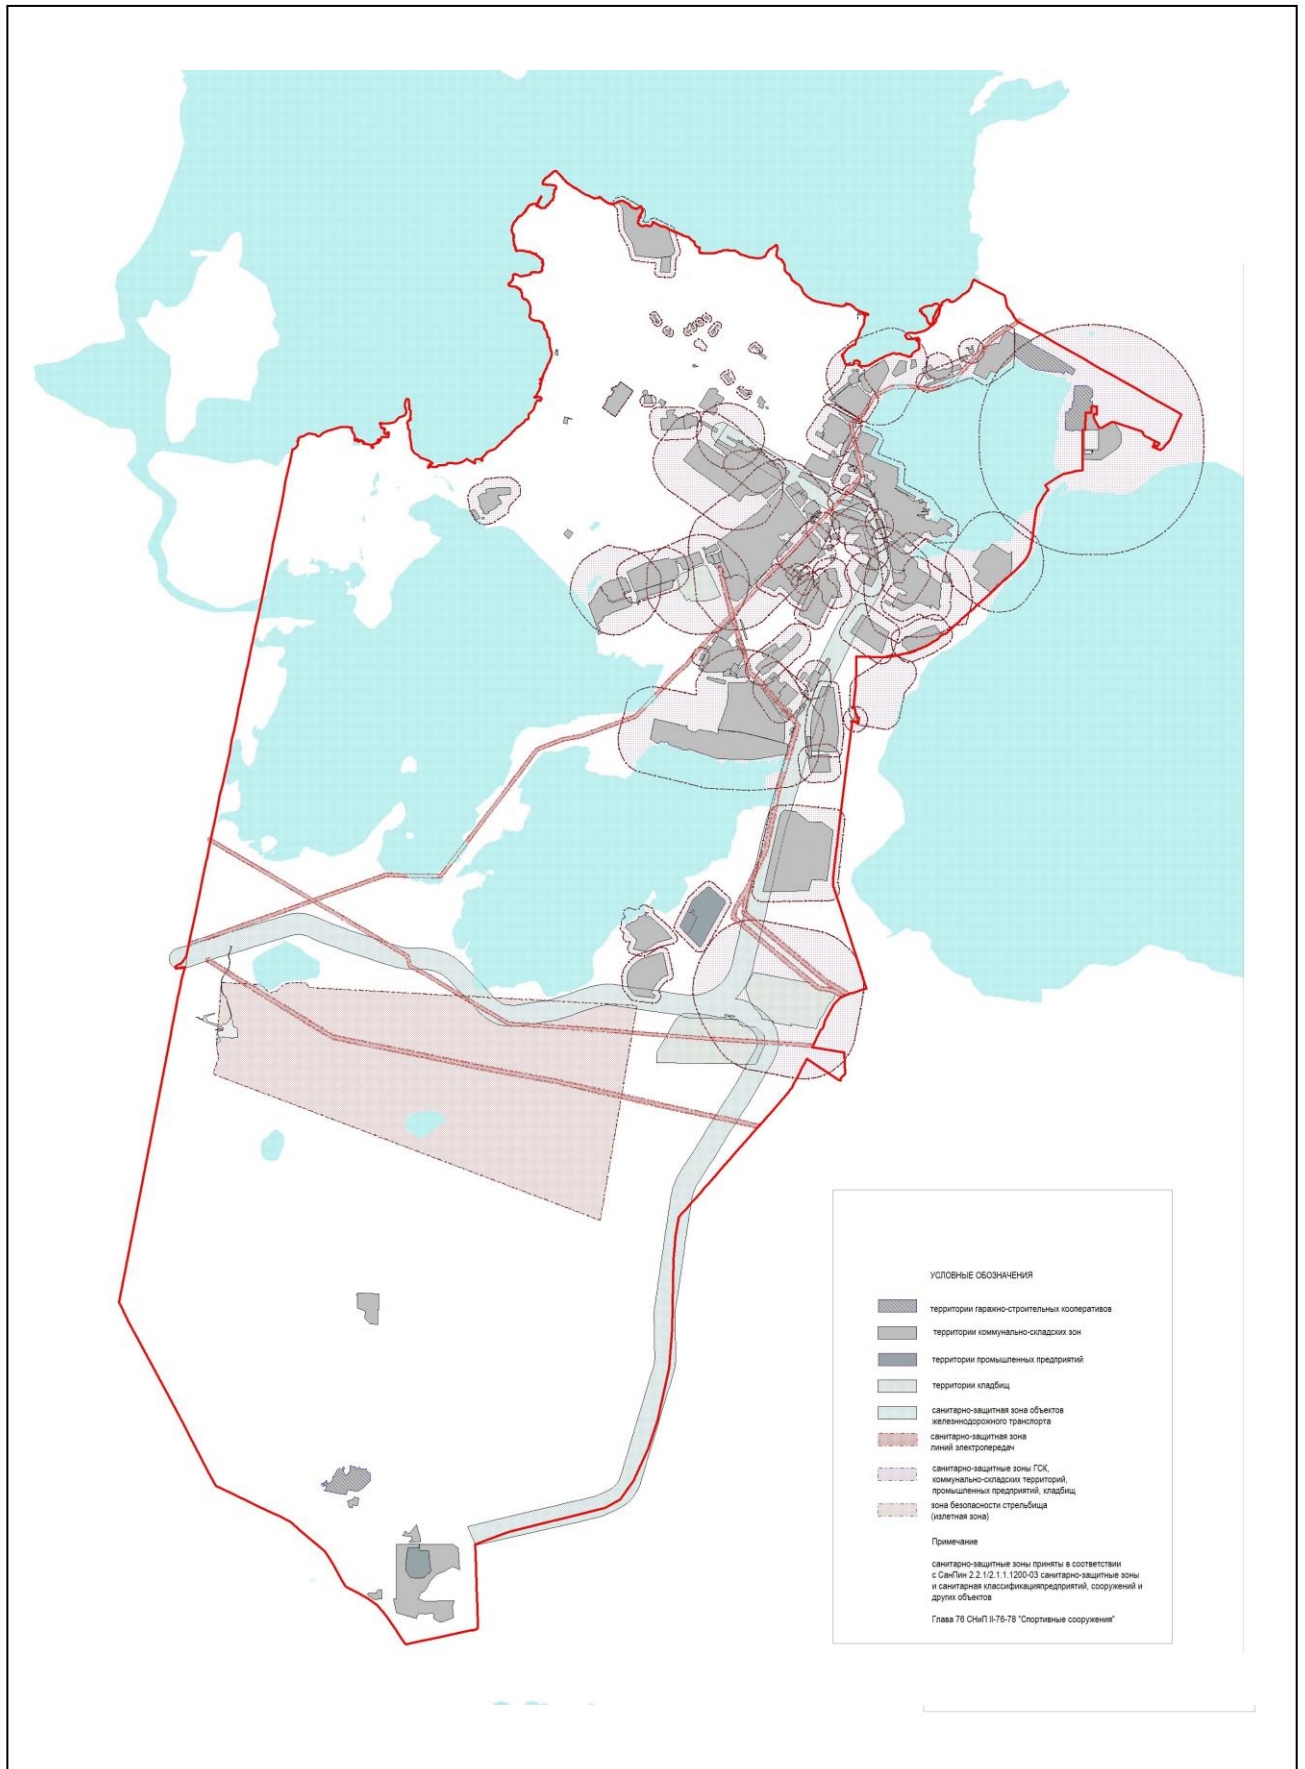 УСЛОВНЫЕ ОБОЗНАЧЕНИЯ
территории гаражно-строительных кооперативов
территории коммунально-складских зон
территории промышленных предприятий
территории кладбищ
санитарно-защитная зона объектов
железнодорожного транспорта
санитарно-защитная зона
линий электропередач
санитарно-защитные зоны ГСК,
коммунально-складских территорий,
промышленных предприятий, кладбищ
зона безопасности стрельбища
(излетная зона)
Примечание
санитарно-защитные зоны приняты в соответствии
с СанПин 2.2.1/2.1.1.1200-03 санитарно-защитные зоны
и санитарная классификацияпредприятий, сооружений и
других объектов
Глава 76 СНиП II-76-78 "Спортивные сооружения"